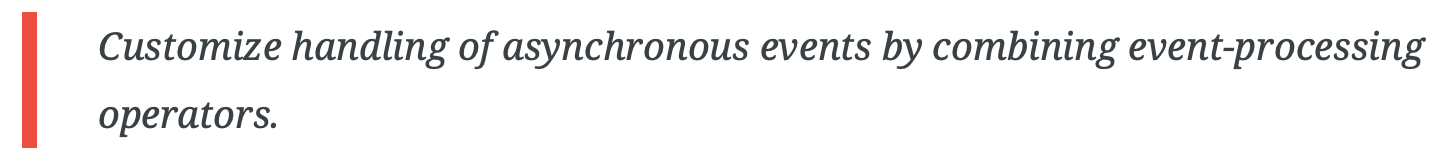 Customize handling of asynchronous events by combining event-processing
operators.